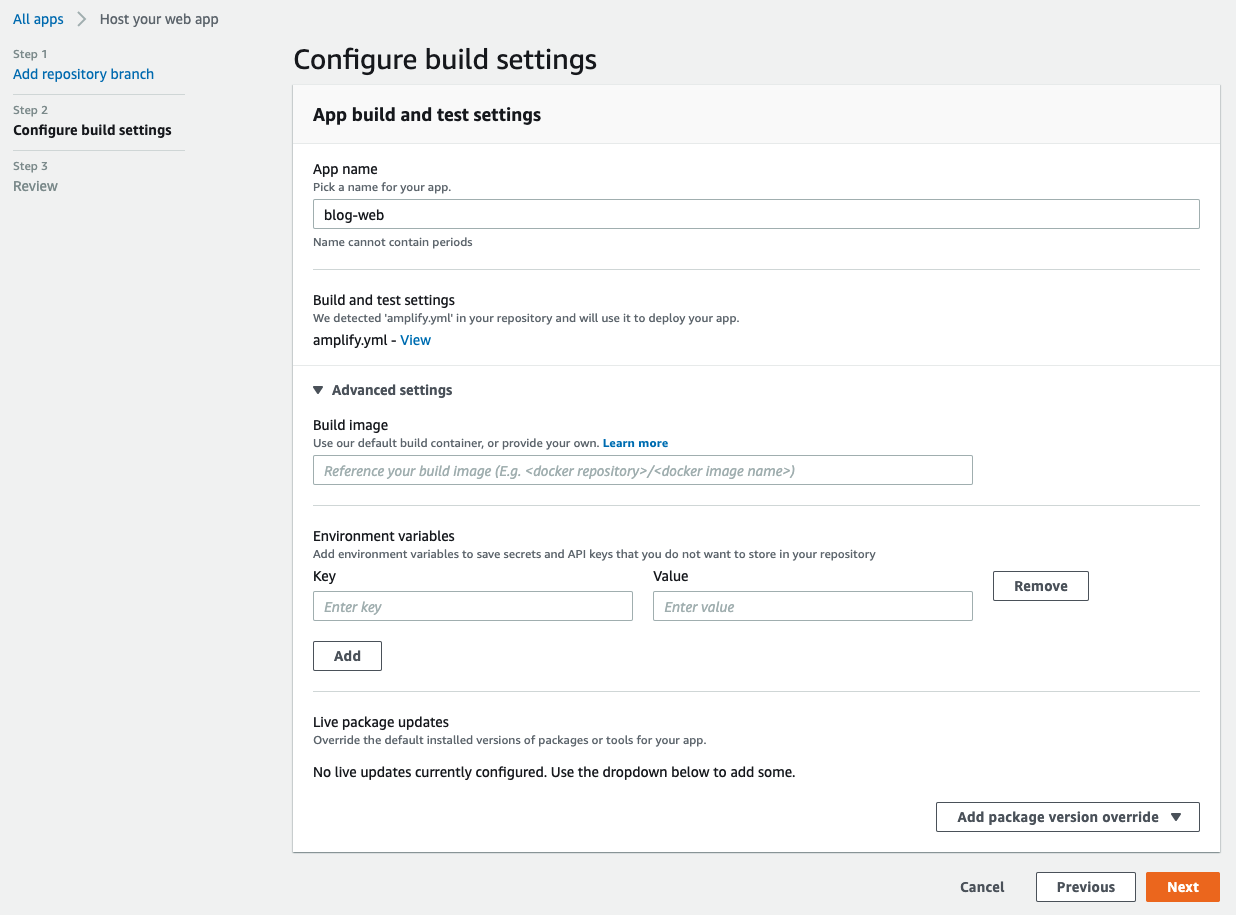 All apps
Host your web app
Step 1
Add repository branch
Step 2
Configure build settings
Step 3
Review
Configure build settings
App build and test settings
App name
Pick a name for your app.
blog-web
Name cannot contain periods
Build and test settings
We detected 'amplify.yml' in your repository and will use it to deploy your app.
amplify.yml - View
Advanced settings
Build image
Use our default build container, or provide your own. Learn more
Reference your build image (E.g. <docker repository>/<docker image name>)
Environment variables
Add environment variables to save secrets and API keys that you do not want to store in your repository
Key Value
Remove
Enter key Enter value
Add
Live package updates
Override the default installed versions of packages or tools for your app.
No live updates currently configured. Use the dropdown below to add some.
Add package version override
Cancel Previous Next